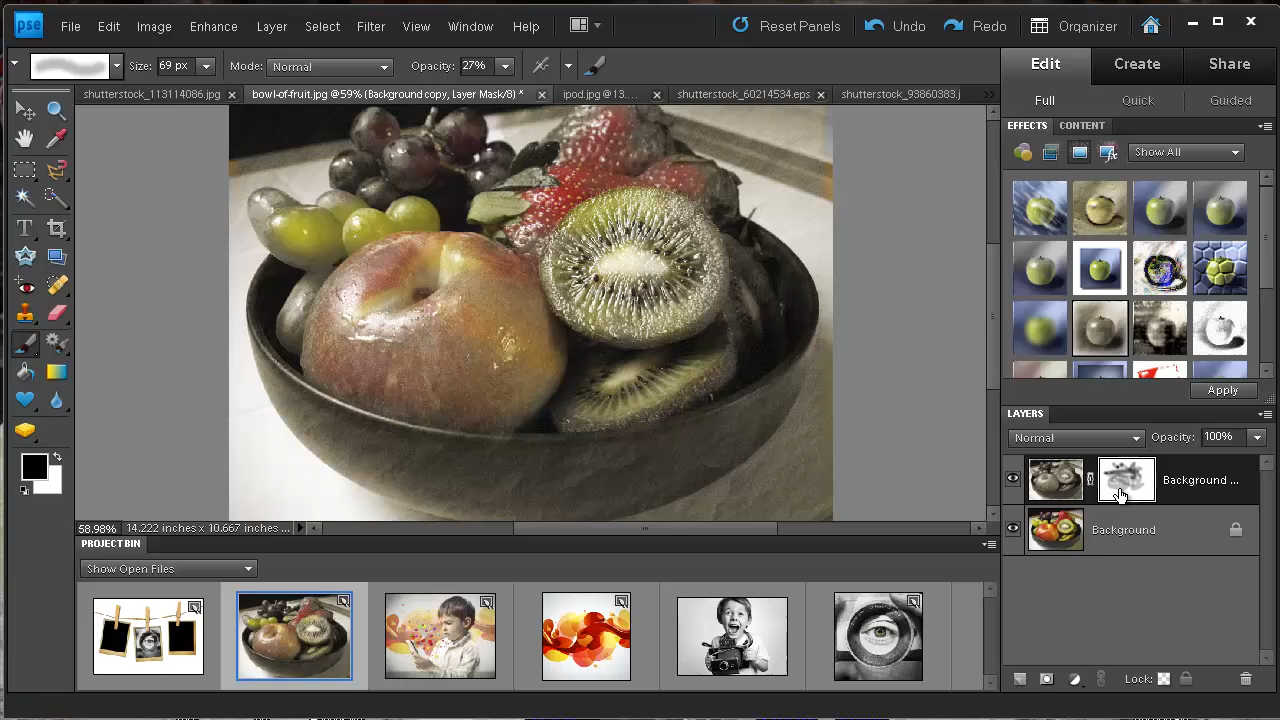 pse File Edit Image Enhance Layer Select Filter View Window Help Reset Panels Undo Redo Organizer
Size: 69 px Mode: Normal Opacity: 27%
Edit Create Share
shutterstock_113114086.jpg bowl-of-fruit.jpg @59% (Background copy, Layer Mask/8) * ipod.jpg @13... shutterstock_60214534.eps shutterstock_93860383.j
Full Quick Guided
EFFECTS CONTENT
Show All
Apply
LAYERS
Normal Opacity: 100%
Background ...
Background
58.98% 14.222 inches x 10.667 inches ...
PROJECT BIN
Show Open Files
Lock: